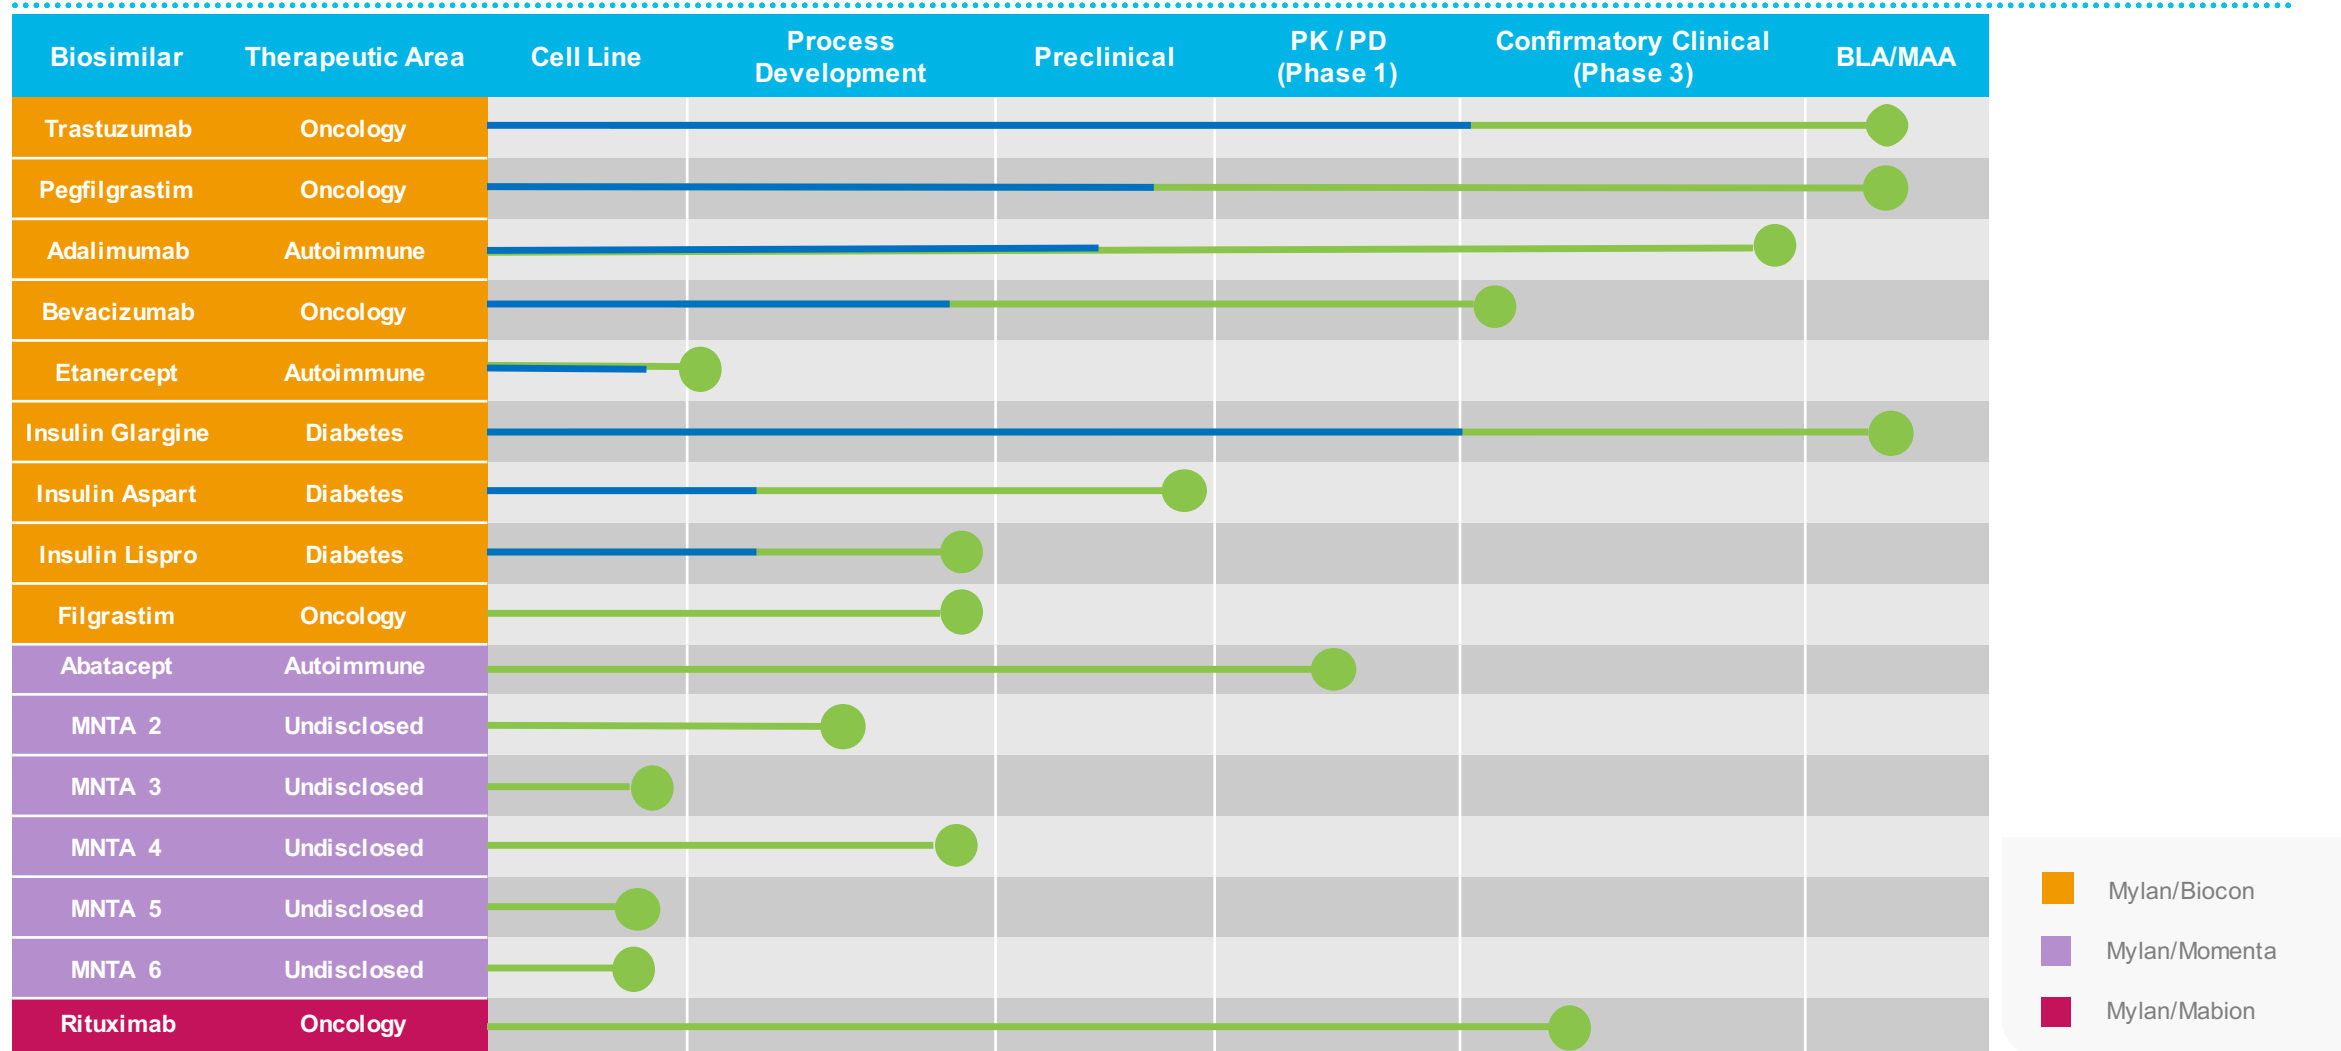 Biosimilar Therapeutic Area Cell Line Process Development Preclinical PK / PD (Phase 1) Confirmatory Clinical (Phase 3) BLA/MAA
Trastuzumab Oncology
Pegfilgrastim Oncology
Adalimumab Autoimmune
Bevacizumab Oncology
Etanercept Autoimmune
Insulin Glargine Diabetes
Insulin Aspart Diabetes
Insulin Lispro Diabetes
Filgrastim Oncology
Abatacept Autoimmune
MNTA 2 Undisclosed
MNTA 3 Undisclosed
MNTA 4 Undisclosed
MNTA 5 Undisclosed
MNTA 6 Undisclosed
Rituximab Oncology
Mylan/Biocon
Mylan/Momenta
Mylan/Mabion